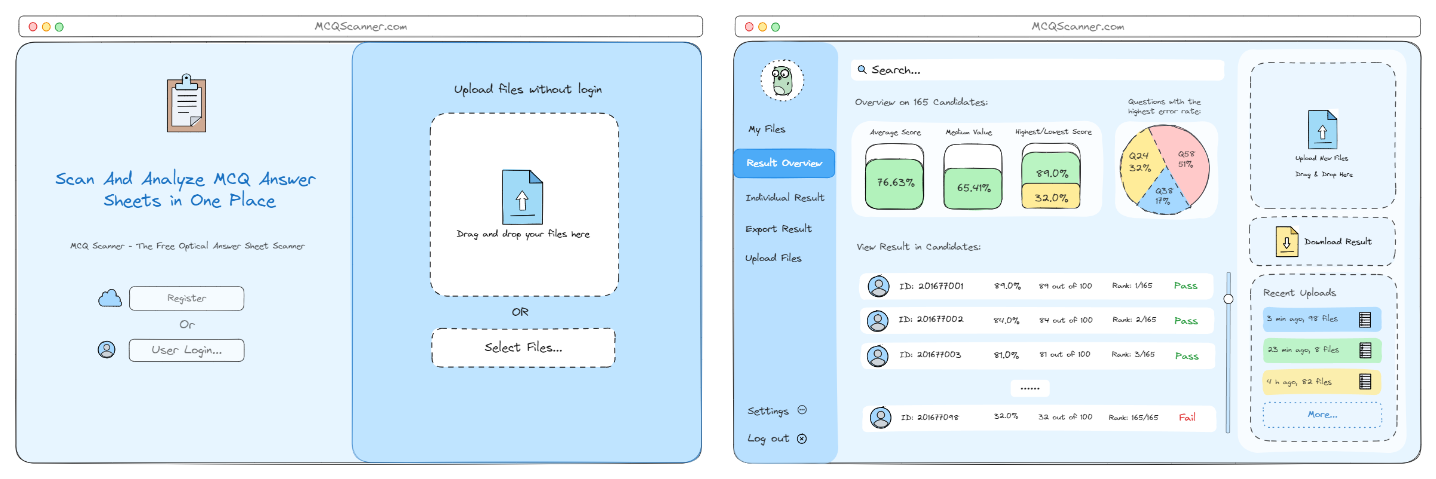 MCQScanner.com
Scan And Analyze MCQ Answer
Sheets in One Place
MCQ Scanner - The Free Optical Answer Sheet Scanner
Register
Or
User Login...
Upload files without login
Drag and drop your files here
OR
Select Files...
MCQScanner.com
My Files
Result Overview
Individual Result
Export Result
Upload Files
Settings
Log out
Search...
Overview on 165 Candidates:
Average Score
76.63%
Medium Value
65.41%
Highest/Lowest Score
89.0%
32.0%
Questions with the
highest error rate:
Q24
32%
Q58
51%
Q38
17%
View Result in Candidates:
ID: 201677001 89.0% 89 out of 100 Rank: 1/165 Pass
ID: 201677002 84.0% 84 out of 100 Rank: 2/165 Pass
ID: 201677003 81.0% 81 out of 100 Rank: 3/165 Pass
......
ID: 201677098 32.0% 32 out of 100 Rank: 165/165 Fail
Upload New Files
Drag & Drop Here
Download Result
Recent Uploads
3 min ago, 98 files
23 min ago, 8 files
4 h ago, 82 files
More...